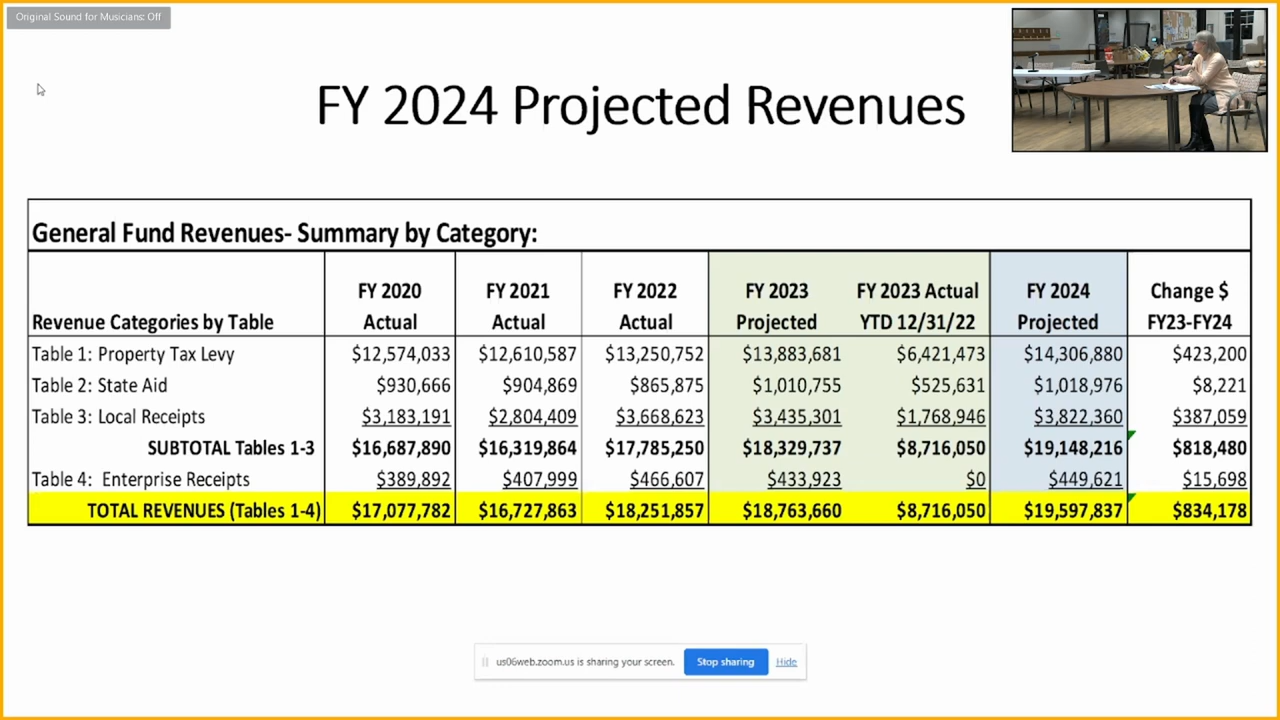 Original Sound for Musicians: Off
FY 2024 Projected Revenues
General Fund Revenues- Summary by Category:
Revenue Categories by Table FY 2020 Actual FY 2021 Actual FY 2022 Actual FY 2023 Projected FY 2023 Actual YTD 12/31/22 FY 2024 Projected Change $ FY23-FY24
Table 1: Property Tax Levy $12,574,033 $12,610,587 $13,250,752 $13,883,681 $6,421,473 $14,306,880 $423,200
Table 2: State Aid $930,666 $904,869 $865,875 $1,010,755 $525,631 $1,018,976 $8,221
Table 3: Local Receipts $3,183,191 $2,804,409 $3,668,623 $3,435,301 $1,768,946 $3,822,360 $387,059
SUBTOTAL Tables 1-3 $16,687,890 $16,319,864 $17,785,250 $18,329,737 $8,716,050 $19,148,216 $818,480
Table 4: Enterprise Receipts $389,892 $407,999 $466,607 $433,923 $0 $449,621 $15,698
TOTAL REVENUES (Tables 1-4) $17,077,782 $16,727,863 $18,251,857 $18,763,660 $8,716,050 $19,597,837 $834,178
us06web.zoom.us is sharing your screen. Stop sharing Hide